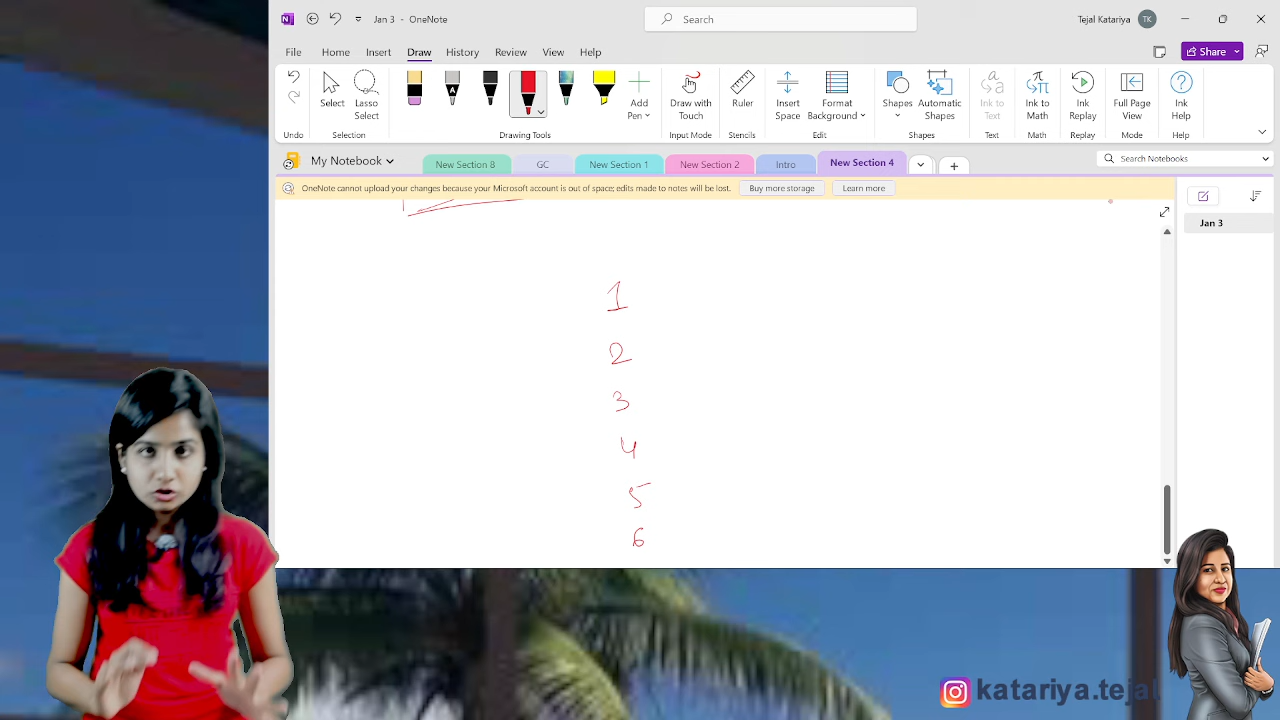 Jan 3 - OneNote
Search
Tejal Katariya TK
File Home Insert Draw History Review View Help
Share
Select
Lasso Select
A
Add Pen
Draw with Touch
Ruler
Insert Space
Format Background
Shapes
Automatic Shapes
Ink to Text
Ink to Math
Ink Replay
Full Page View
Ink Help
Undo Selection Drawing Tools Input Mode Stencils Edit Shapes Text Math Replay Mode Help
My Notebook New Section 8 GC New Section 1 New Section 2 Intro New Section 4 + Search Notebooks
OneNote cannot upload your changes because your Microsoft account is out of space; edits made to notes will be lost. Buy more storage Learn more
Jan 3
1
2
3
4
5
6
katariya.tejal